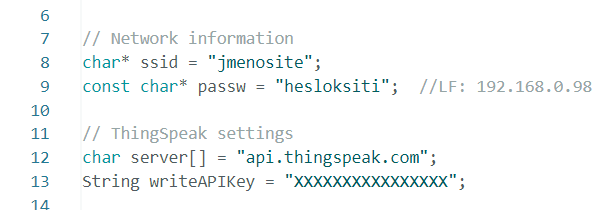 6
7 // Network information
8 char* ssid = "jmenosite";
9 const char* passw = "hesloksiti";  //LF: 192.168.0.98
10
11 // ThingSpeak settings
12 char server[] = "api.thingspeak.com";
13 String writeAPIKey = "XXXXXXXXXXXXXXXX";
14